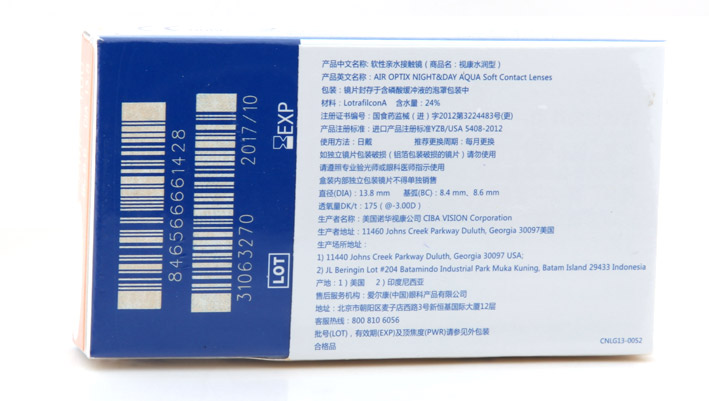 84656666​61428
31063270
2017/10
LOT
EXP
产品中文名称: 软性亲水接触镜（商品名：视康水润型）
产品英文名称：AIR OPTIX NIGHT&DAY AQUA Soft Contact Lenses
包装：镜片封存于含磷酸缓冲液的泡罩包装中
材料：LotrafilconA 含水量：24%
注册证书编号：国食药监械（进）字2012第3224483号(更)
产品注册标准：进口产品注册标准YZB/USA 5408-2012
使用方法：日戴 推荐更换周期：每月更换
如独立镜片包装破损（铝箔包装破损的镜片）请勿使用
请遵照专业验光师或眼科医师指示使用
盒装内部独立包装镜片不得单独销售
直径(DIA)：13.8 mm 基弧(BC)：8.4 mm、8.6 mm
透氧量DK/t：175（@-3.00D）
生产者名称：美国诺华视康公司 CIBA VISION Corporation
生产者地址：11460 Johns Creek Parkway Duluth, Georgia 30097美国
生产场所地址：
1) 11440 Johns Creek Parkway Duluth, Georgia 30097, USA;
2) JL Beringin Lot #204 Batamindo Industrial Park Muka Kuning, Batam Island 29433 Indonesia
产地：1）美国 2）印度尼西亚
售后服务机构：爱尔康(中国)眼科产品有限公司
地址：北京市朝阳区麦子店西路3号新恒基国际大厦12层
客服热线：800 810 6056
批号(LOT)，有效期(EXP)及顶焦度(PWR)请参见外包装
合格品
CNLG13-0052